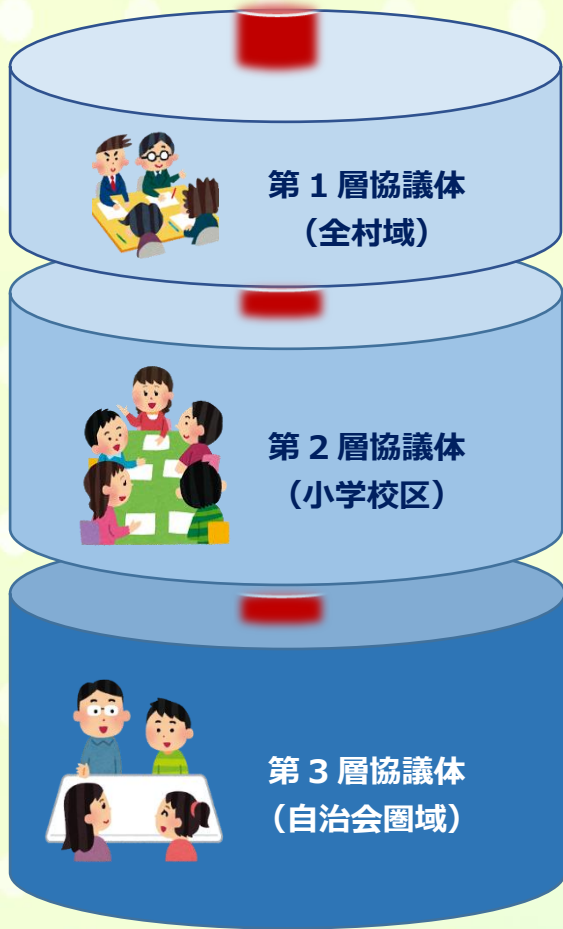 第1層協議体
（全村域）
第2層協議体
（小学校区）
第3層協議体
（自治会圏域）